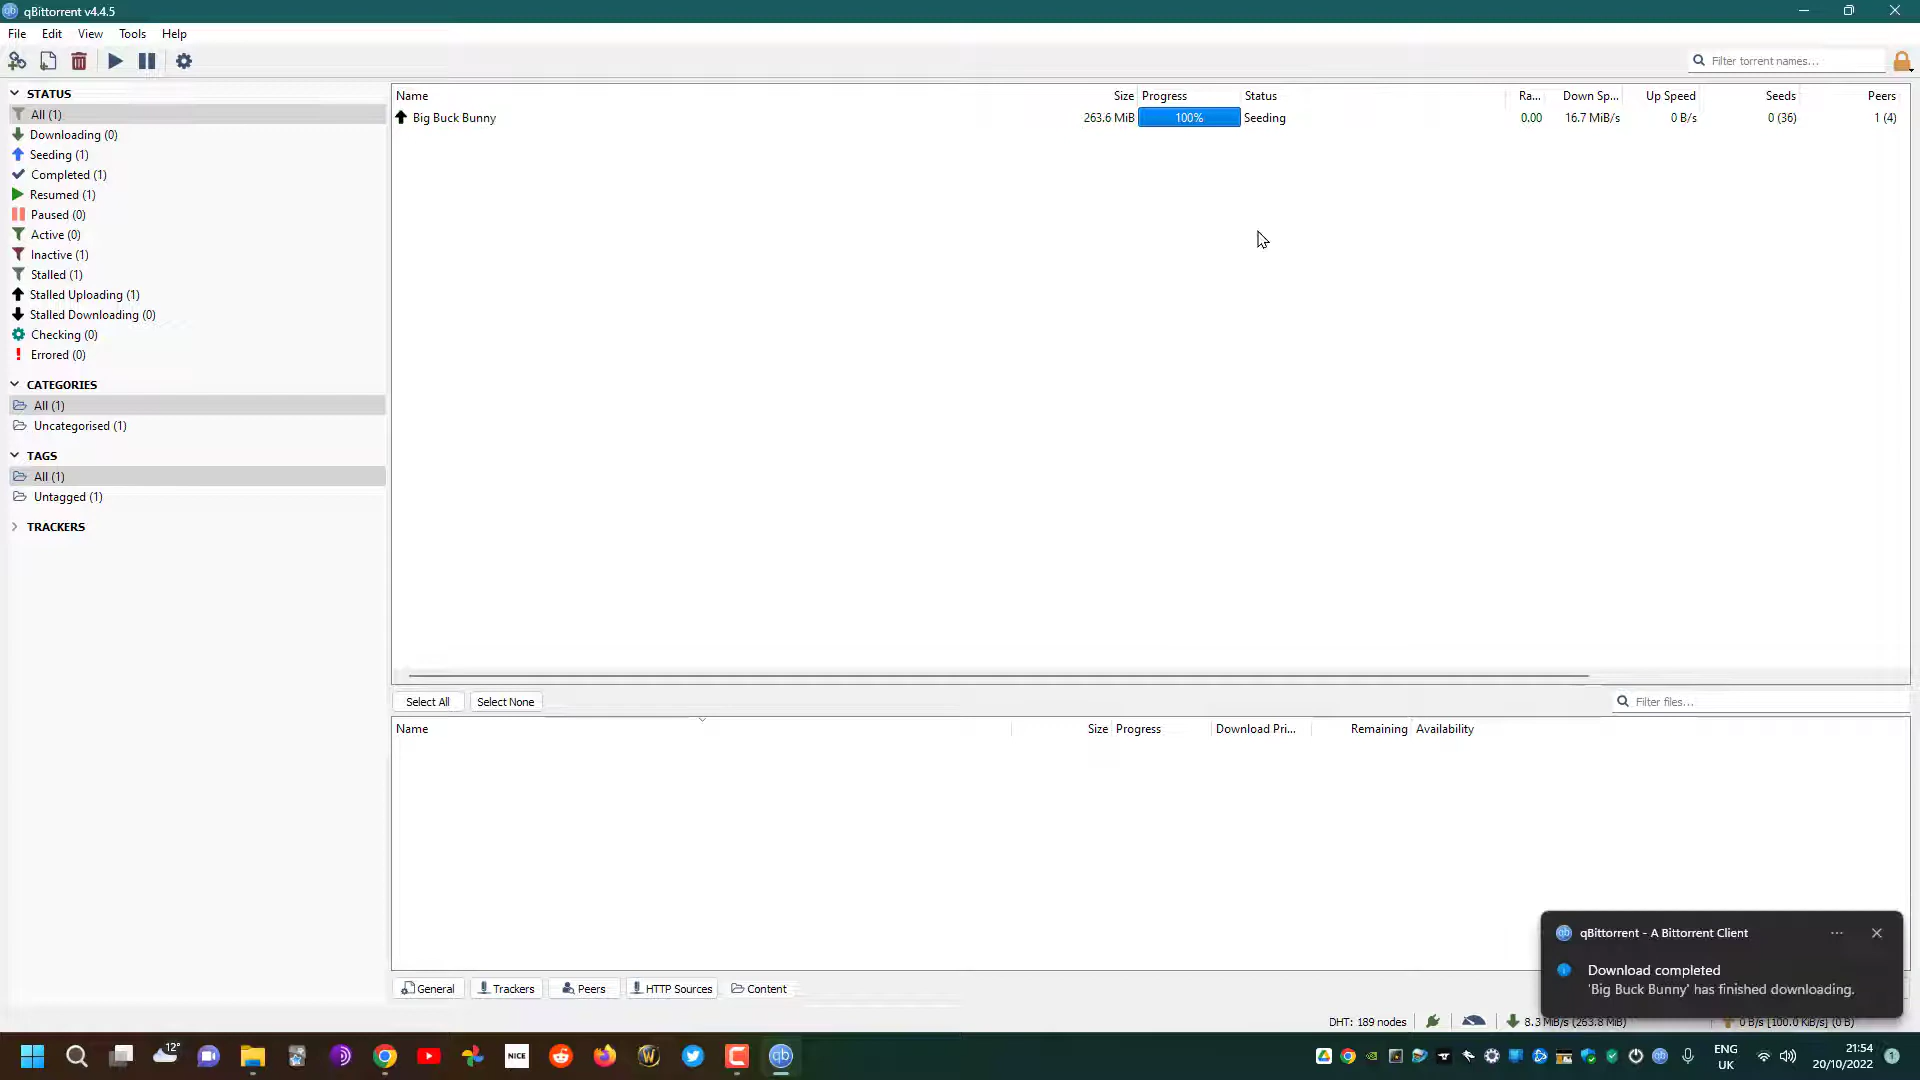 qBittorrent v4.4.5
File Edit View Tools Help
Filter torrent names...
STATUS
All (1)
Downloading (0)
Seeding (1)
Completed (1)
Resumed (1)
Paused (0)
Active (0)
Inactive (1)
Stalled (1)
Stalled Uploading (1)
Stalled Downloading (0)
Checking (0)
Errored (0)
CATEGORIES
All (1)
Uncategorised (1)
TAGS
All (1)
Untagged (1)
TRACKERS
Name Size Progress Status Ra... Down Sp... Up Speed Seeds Peers
Big Buck Bunny 263.6 MiB 100% Seeding 0.00 16.7 MiB/s 0 B/s 0 (36) 1 (4)
Select All Select None Filter files...
Name Size Progress Download Pri... Remaining Availability
General Trackers Peers HTTP Sources Content
qBittorrent - A Bittorrent Client
Download completed
'Big Buck Bunny' has finished downloading.
DHT: 189 nodes 8.3 MiB/s (263.8 MiB) 0 B/s [100.0 KiB/s] (0 B)
12°
NICE
qb
ENG
UK
21:54
20/10/2022
1